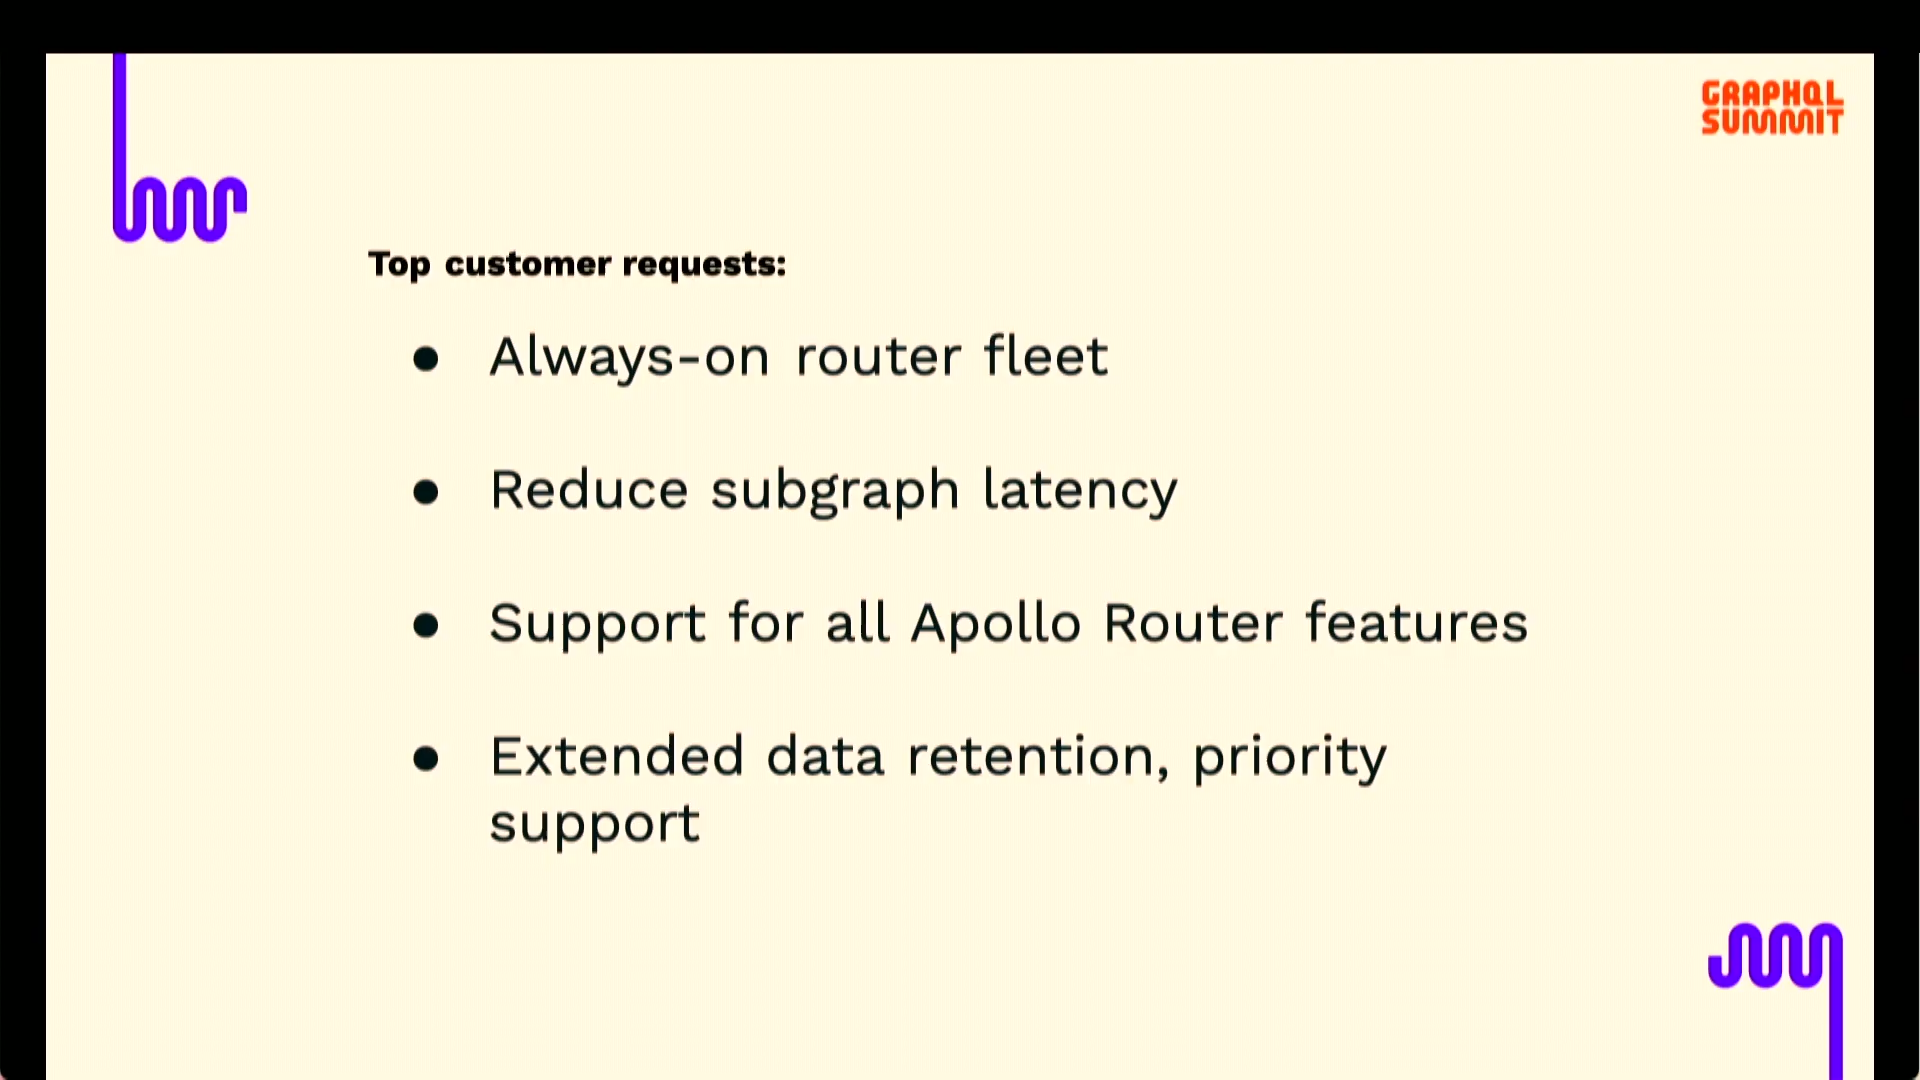 GRAPHQL
SUMMIT
Top customer requests:
● Always-on router fleet
● Reduce subgraph latency
● Support for all Apollo Router features
● Extended data retention, priority
support